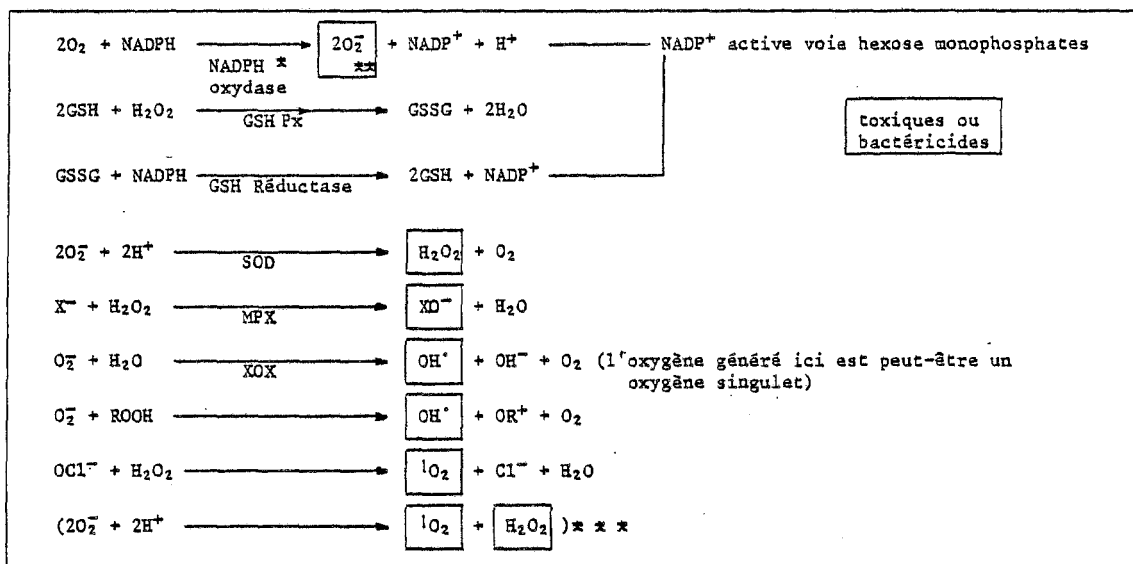 2O₂ + NADPH ⟶ 2O₂⁻ + NADP⁺ + H⁺ —— NADP⁺ active voie hexose monophosphates
NADPH * **
oxydase
2GSH + H₂O₂ ⟶ GSSG + 2H₂O
GSH Px
toxiques ou
bactéricides
GSSG + NADPH ⟶ 2GSH + NADP⁺
GSH Réductase
2O₂⁻ + 2H⁺ ⟶ H₂O₂ + O₂
SOD
X⁻ + H₂O₂ ⟶ XO⁻ + H₂O
MPX
O₂⁻ + H₂O ⟶ OH˙ + OH⁻ + O₂ (l'oxygène généré ici est peut-être un
XOX
oxygène singulet)
O₂⁻ + ROOH ⟶ OH˙ + OR⁺ + O₂
OCl⁻ + H₂O₂ ⟶ ¹O₂ + Cl⁻ + H₂O
(2O₂⁻ + 2H⁺ ⟶ ¹O₂ + H₂O₂ )* * *